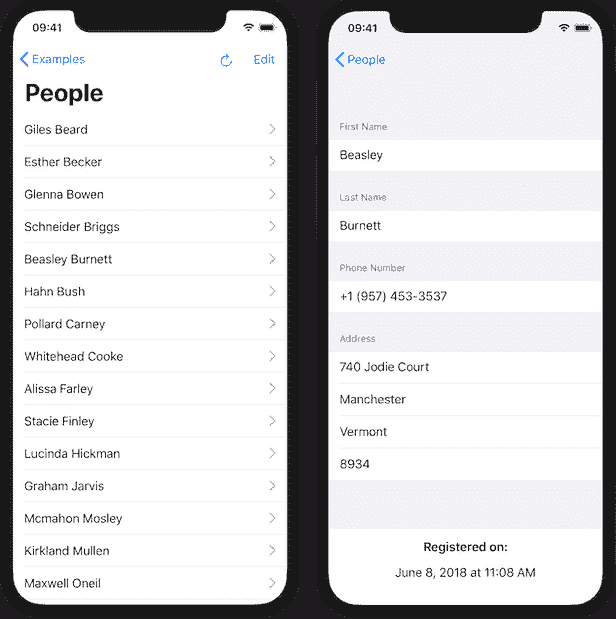 09:41
Examples
Edit
People
Giles Beard
Esther Becker
Glenna Bowen
Schneider Briggs
Beasley Burnett
Hahn Bush
Pollard Carney
Whitehead Cooke
Alissa Farley
Stacie Finley
Lucinda Hickman
Graham Jarvis
Mcmahon Mosley
Kirkland Mullen
Maxwell Oneil
09:41
People
First Name
Beasley
Last Name
Burnett
Phone Number
+1 (957) 453-3537
Address
740 Jodie Court
Manchester
Vermont
8934
Registered on:
June 8, 2018 at 11:08 AM